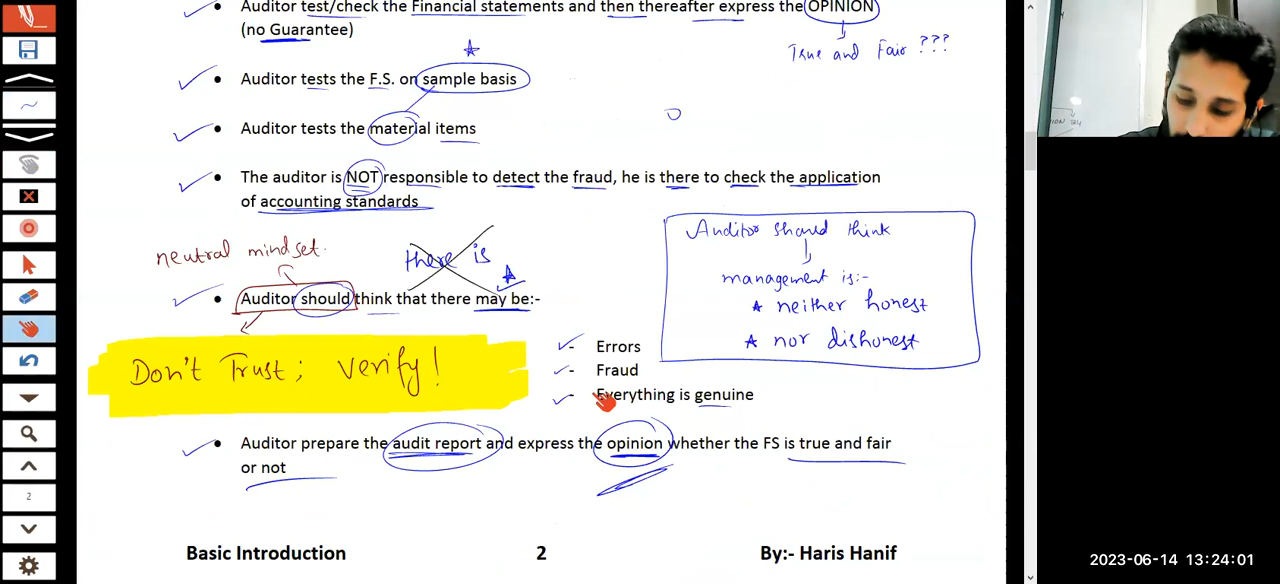 Auditor test/check the Financial statements and then thereafter express the OPINION
(no Guarantee)
True and Fair ???
Auditor tests the F.S. on sample basis
Auditor tests the material items
The auditor is NOT responsible to detect the fraud, he is there to check the application
of accounting standards
Auditor should think
neutral mindset.
there is
management is:-
neither honest
Auditor should think that there may be:-
nor dishonest
- Errors
Don't Trust; Verify!
- Fraud
- Everything is genuine
Auditor prepare the audit report and express the opinion whether the FS is true and fair
or not
2
Basic Introduction 2 By:- Haris Hanif
2023-06-14 13:24:01